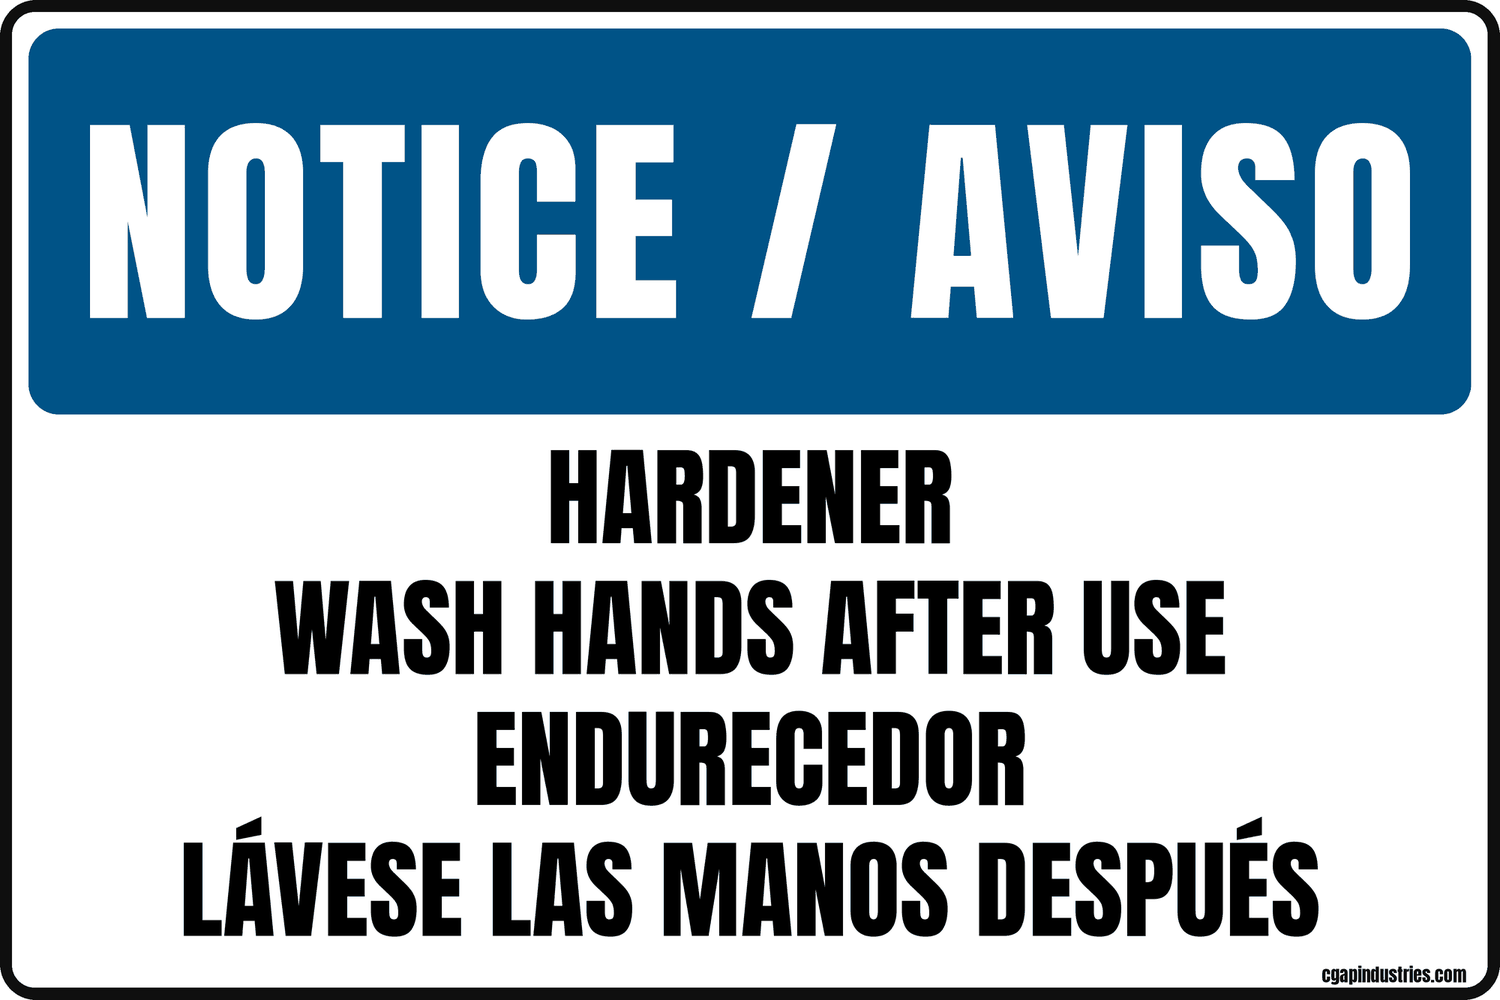 NOTICE / AVISO
HARDENER
WASH HANDS AFTER USE
ENDURECEDOR
LÁVESE LAS MANOS DESPUÉS
cgapindustries.com